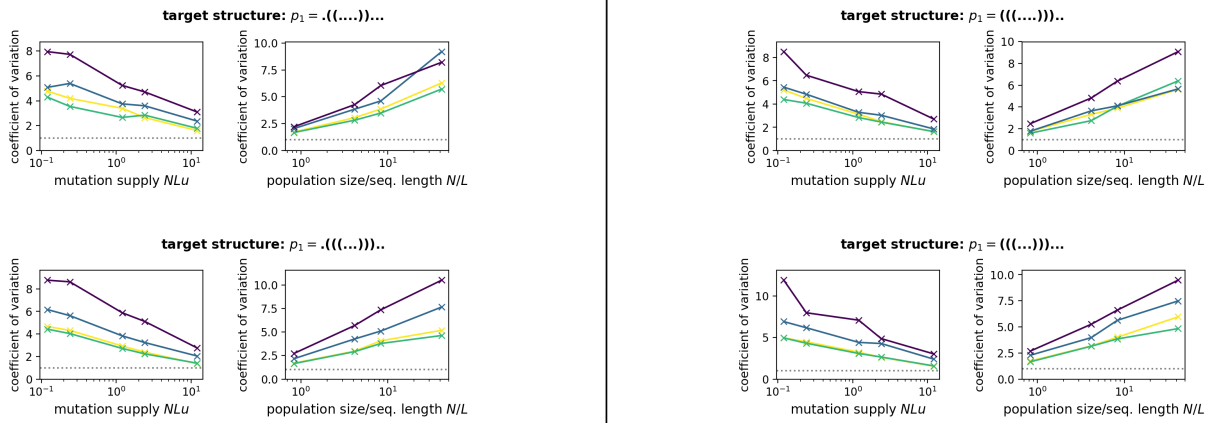 target structure: p₁ = .((....))...
coefficient of variation
8
6
4
2
0
10⁻¹ 10⁰ 10¹
mutation supply NLu
coefficient of variation
10.0
7.5
5.0
2.5
0.0
10⁰ 10¹
population size/seq. length N/L
target structure: p₁ = (((....)))..
coefficient of variation
8
6
4
2
0
10⁻¹ 10⁰ 10¹
mutation supply NLu
coefficient of variation
10
8
6
4
2
0
10⁰ 10¹
population size/seq. length N/L
target structure: p₁ = .(((...)))..
coefficient of variation
8
6
4
2
0
10⁻¹ 10⁰ 10¹
mutation supply NLu
coefficient of variation
10.0
7.5
5.0
2.5
0.0
10⁰ 10¹
population size/seq. length N/L
target structure: p₁ = (((...)))...
coefficient of variation
10
5
0
10⁻¹ 10⁰ 10¹
mutation supply NLu
coefficient of variation
10.0
7.5
5.0
2.5
0.0
10⁰ 10¹
population size/seq. length N/L